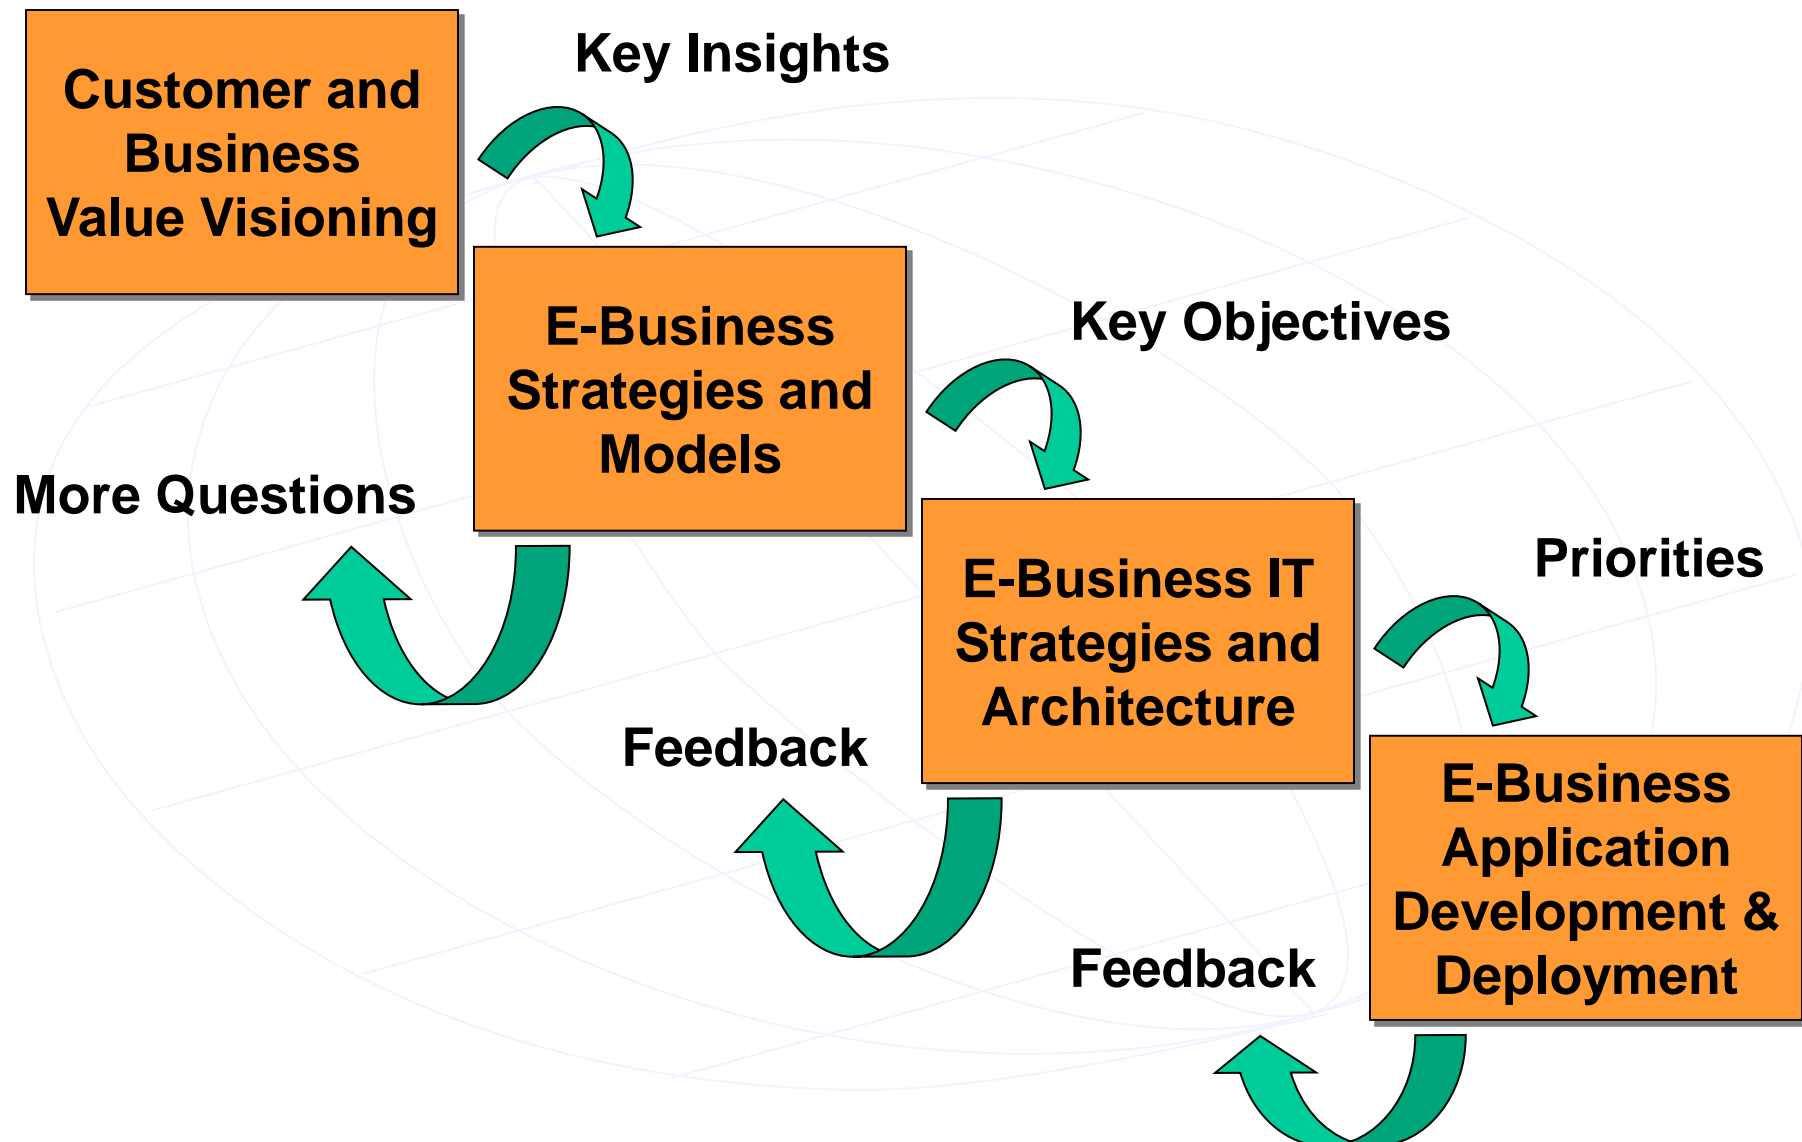 Key Insights
Customer and
Business
Value Visioning
E-Business
Strategies and
Models
Key Objectives
More Questions
E-Business IT
Strategies and
Architecture
Priorities
Feedback
E-Business
Application
Development &
Deployment
Feedback